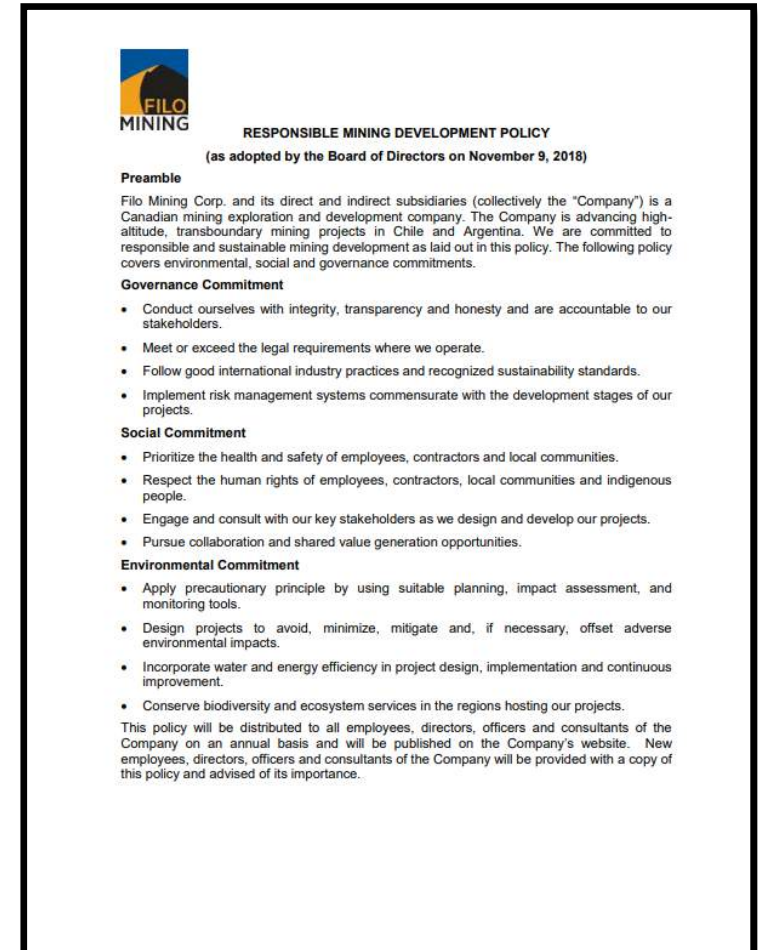 FILO
MINING
RESPONSIBLE MINING DEVELOPMENT POLICY
(as adopted by the Board of Directors on November 9, 2018)
Preamble
Filo Mining Corp. and its direct and indirect subsidiaries (collectively the “Company”) is a
Canadian mining exploration and development company. The Company is advancing high-
altitude, transboundary mining projects in Chile and Argentina. We are committed to
responsible and sustainable mining development as laid out in this policy. The following policy
covers environmental, social and governance commitments.
Governance Commitment
• Conduct ourselves with integrity, transparency and honesty and are accountable to our
stakeholders.
• Meet or exceed the legal requirements where we operate.
• Follow good international industry practices and recognized sustainability standards.
• Implement risk management systems commensurate with the development stages of our
projects.
Social Commitment
• Prioritize the health and safety of employees, contractors and local communities.
• Respect the human rights of employees, contractors, local communities and indigenous
people.
• Engage and consult with our key stakeholders as we design and develop our projects.
• Pursue collaboration and shared value generation opportunities.
Environmental Commitment
• Apply precautionary principle by using suitable planning, impact assessment, and
monitoring tools.
• Design projects to avoid, minimize, mitigate and, if necessary, offset adverse
environmental impacts.
• Incorporate water and energy efficiency in project design, implementation and continuous
improvement.
• Conserve biodiversity and ecosystem services in the regions hosting our projects.
This policy will be distributed to all employees, directors, officers and consultants of the
Company on an annual basis and will be published on the Company’s website. New
employees, directors, officers and consultants of the Company will be provided with a copy of
this policy and advised of its importance.